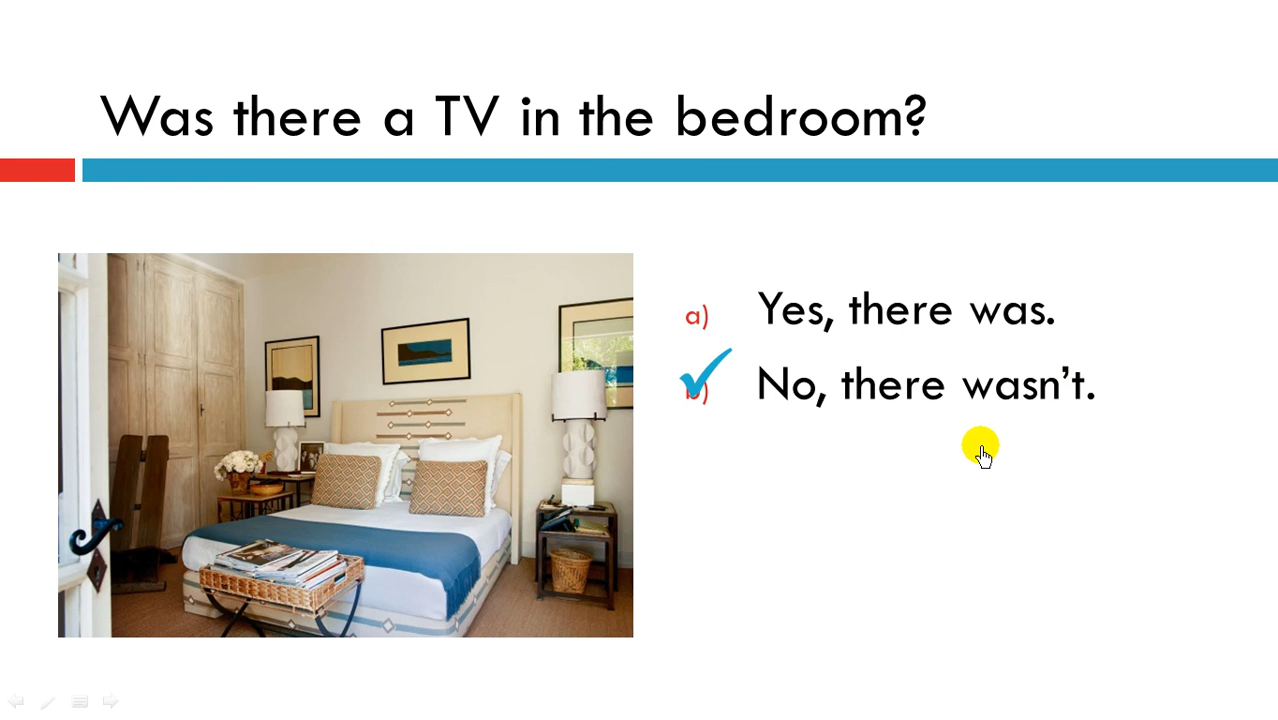 Was there a TV in the bedroom?
a) Yes, there was.
b) No, there wasn't.